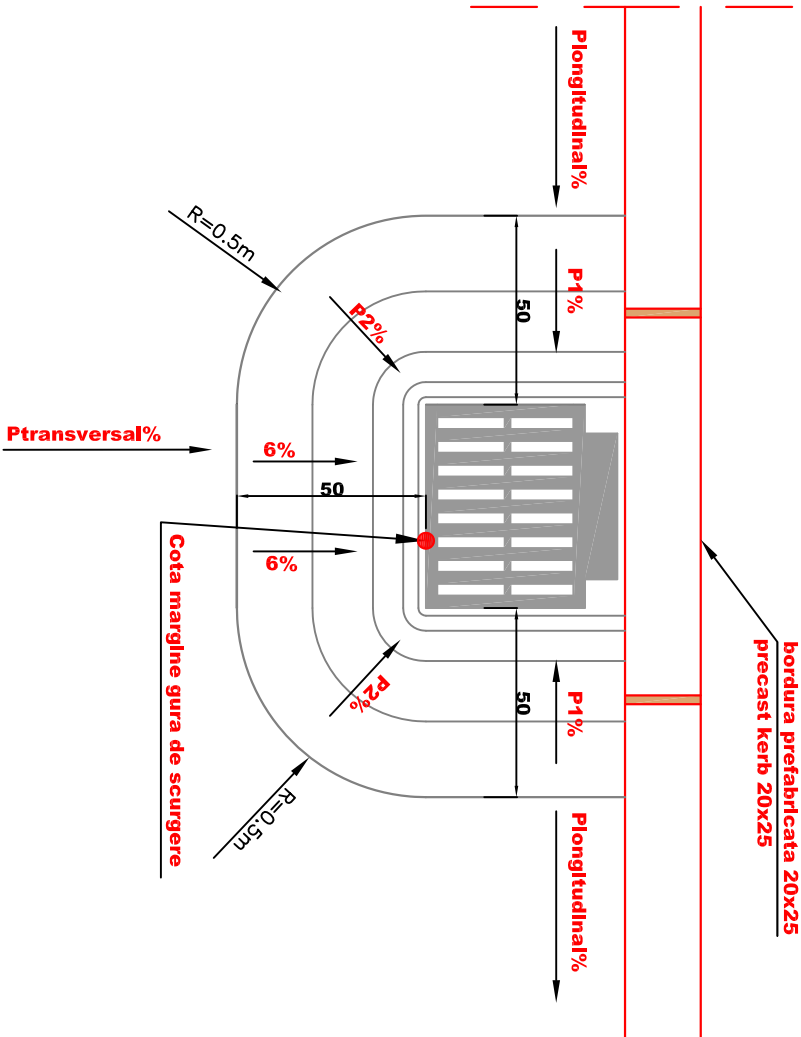 Plongitudinal%
R=0.5m
50
P1%
P2%
Ptransversal%
6%
50
6%
Cota margine gura de scurgere
bordura prefabricata 20x25
precast kerb 20x25
P2%
50
P1%
R=0.5m
Plongitudinal%